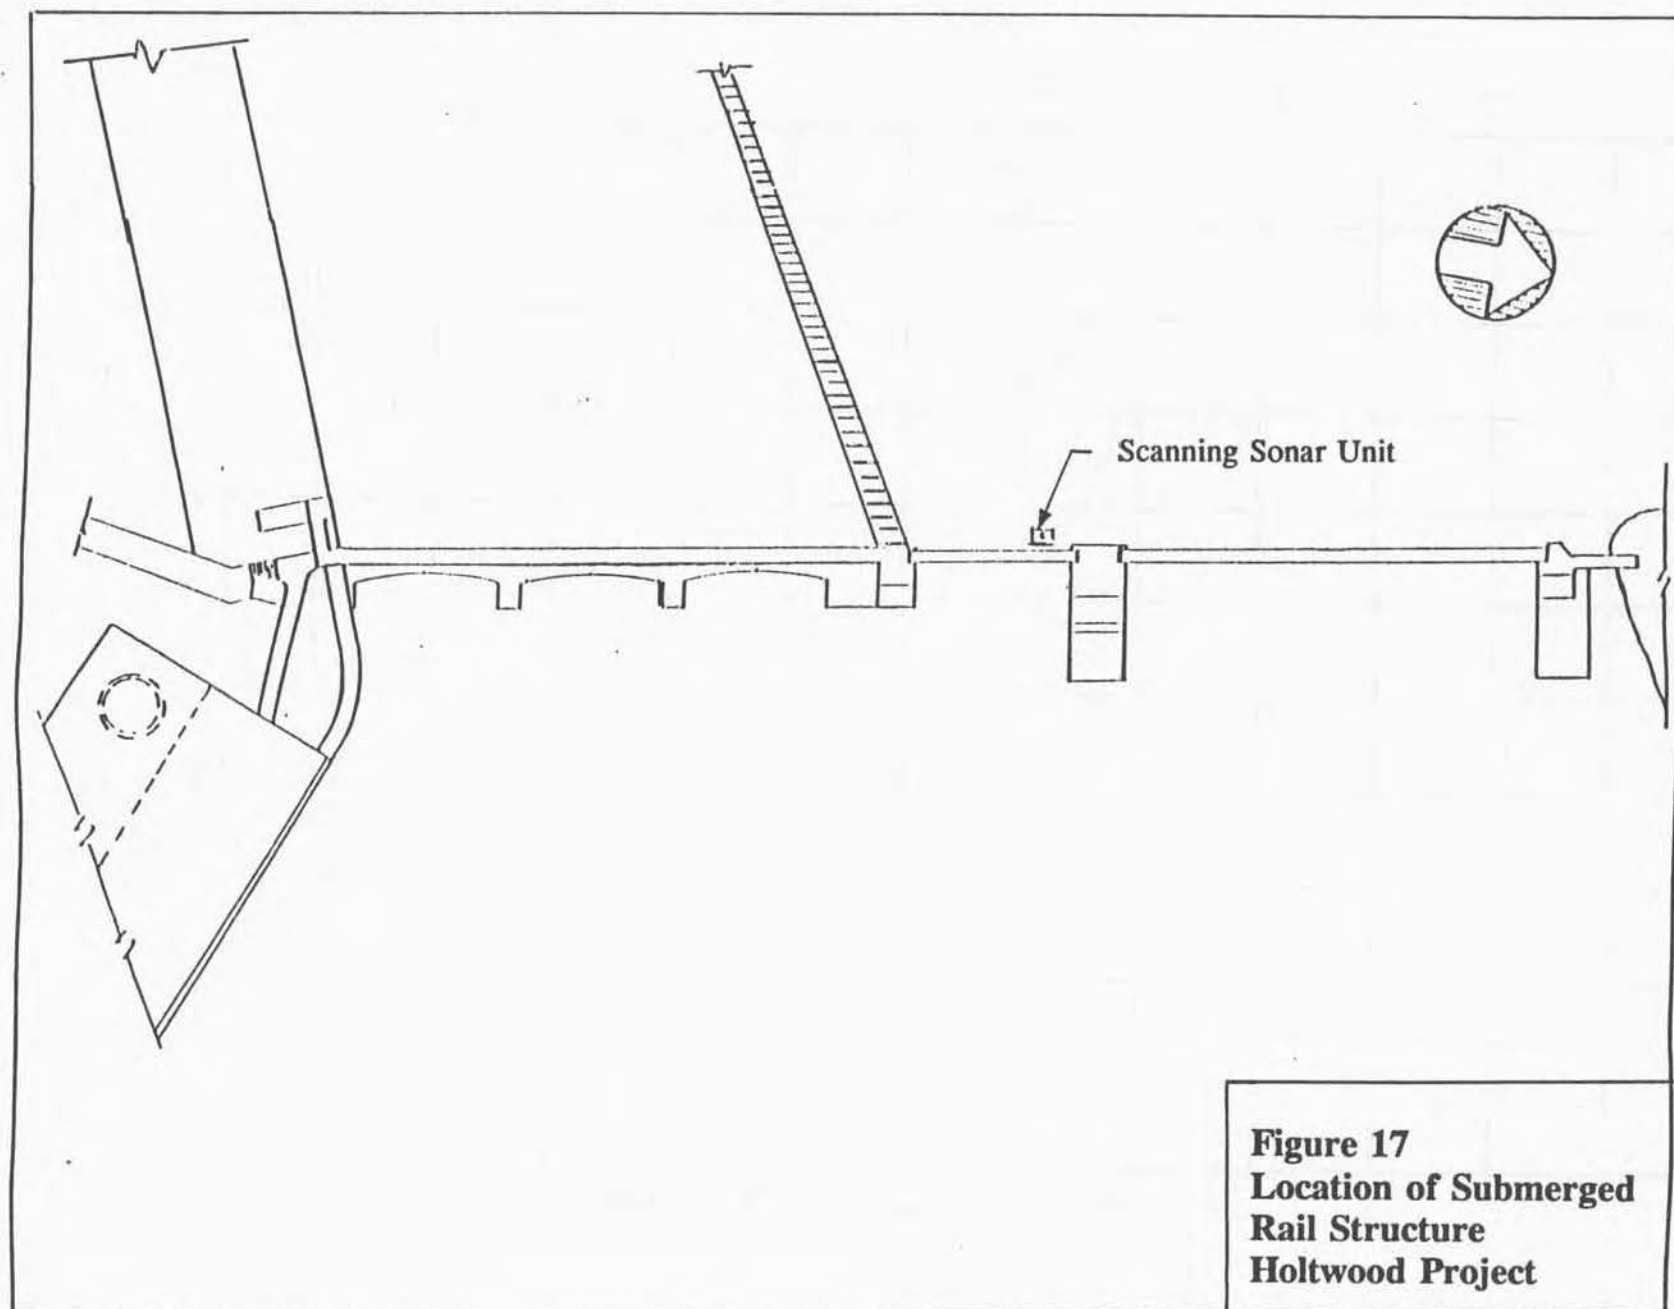 Scanning Sonar Unit
Figure 17
Location of Submerged
Rail Structure
Holtwood Project